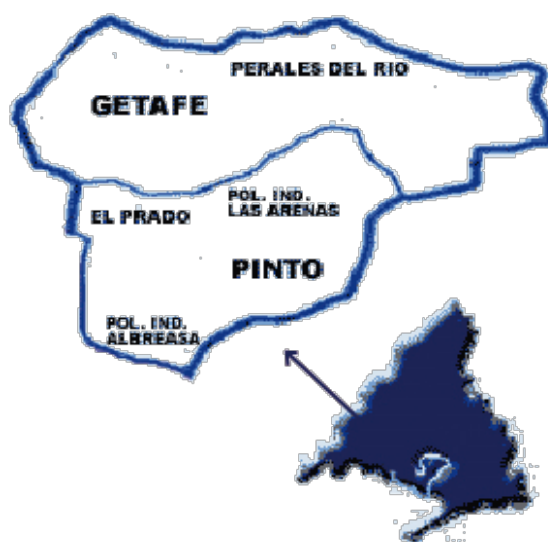 PERALES DEL RIO
GETAFE
POL. IND.
LAS ARENAS
EL PRADO
PINTO
POL. IND.
ALBREASA